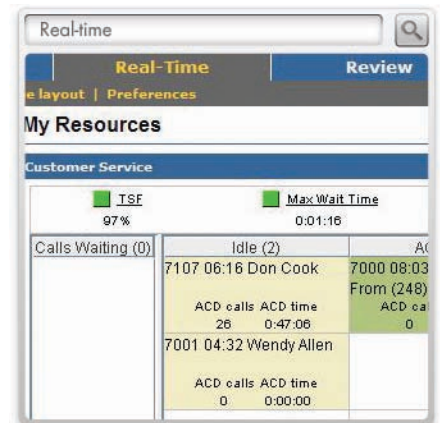 Real-time
Real-Time Review
e layout | Preferences
My Resources
Customer Service
TSF Max Wait Time
97% 0:01:16
Calls Waiting (0) Idle (2) AC
7107 06:16 Don Cook 7000 08:03
From (248)
ACD calls ACD time ACD cal
26 0:47:06 0
7001 04:32 Wendy Allen
ACD calls ACD time
0 0:00:00